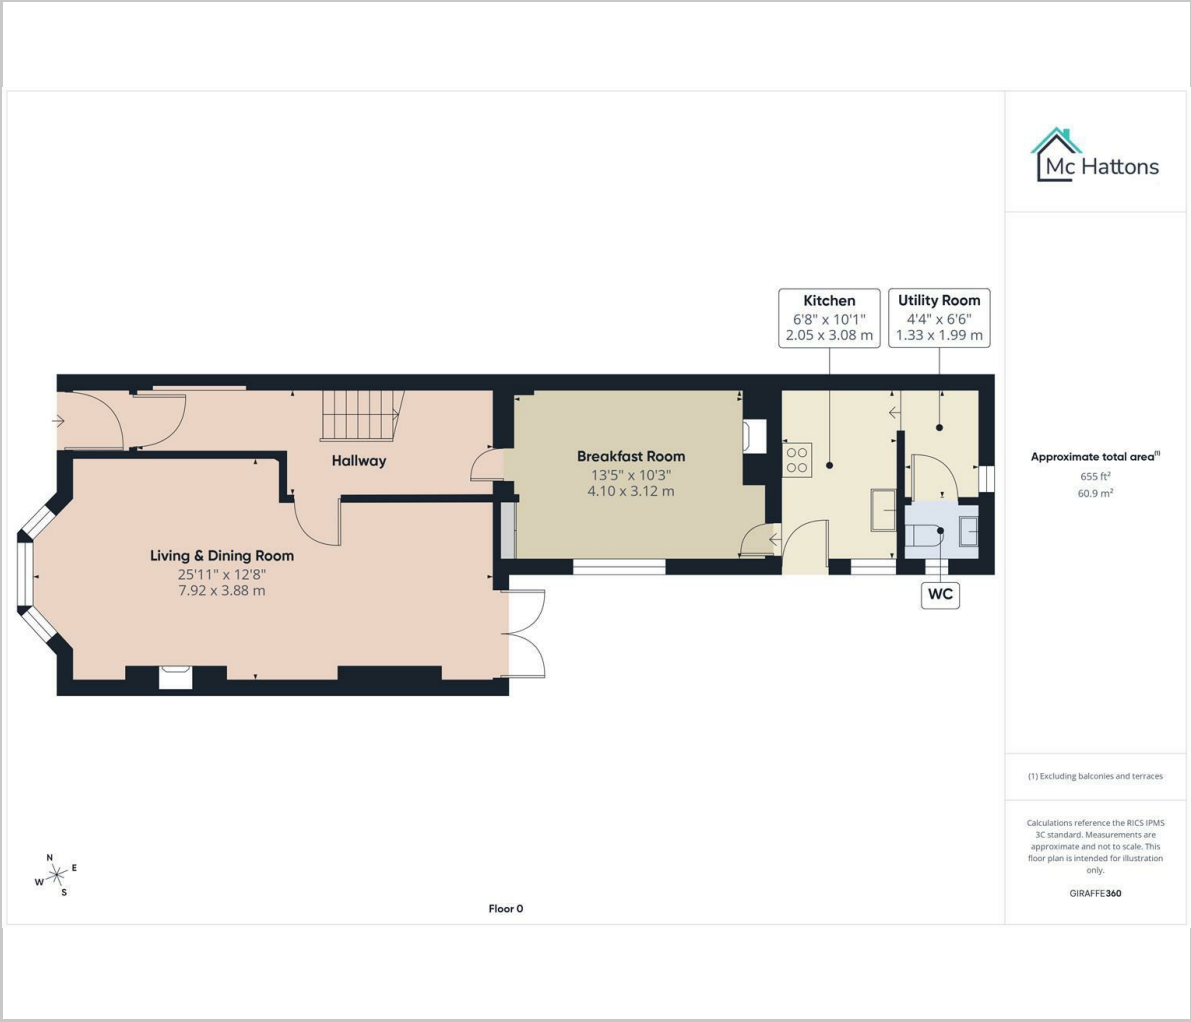 Mc Hattons
Kitchen
6'8" x 10'1"
2.05 x 3.08 m
Utility Room
4'4" x 6'6"
1.33 x 1.99 m
Hallway
Breakfast Room
13'5" x 10'3"
4.10 x 3.12 m
Living & Dining Room
25'11" x 12'8"
7.92 x 3.88 m
WC
Approximate total area(1)
655 ft²
60.9 m²
(1) Excluding balconies and terraces
Calculations reference the RICS IPMS
3C standard. Measurements are
approximate and not to scale. This
floor plan is intended for illustration
only.
GIRAFFE360
N
E
W
S
Floor 0